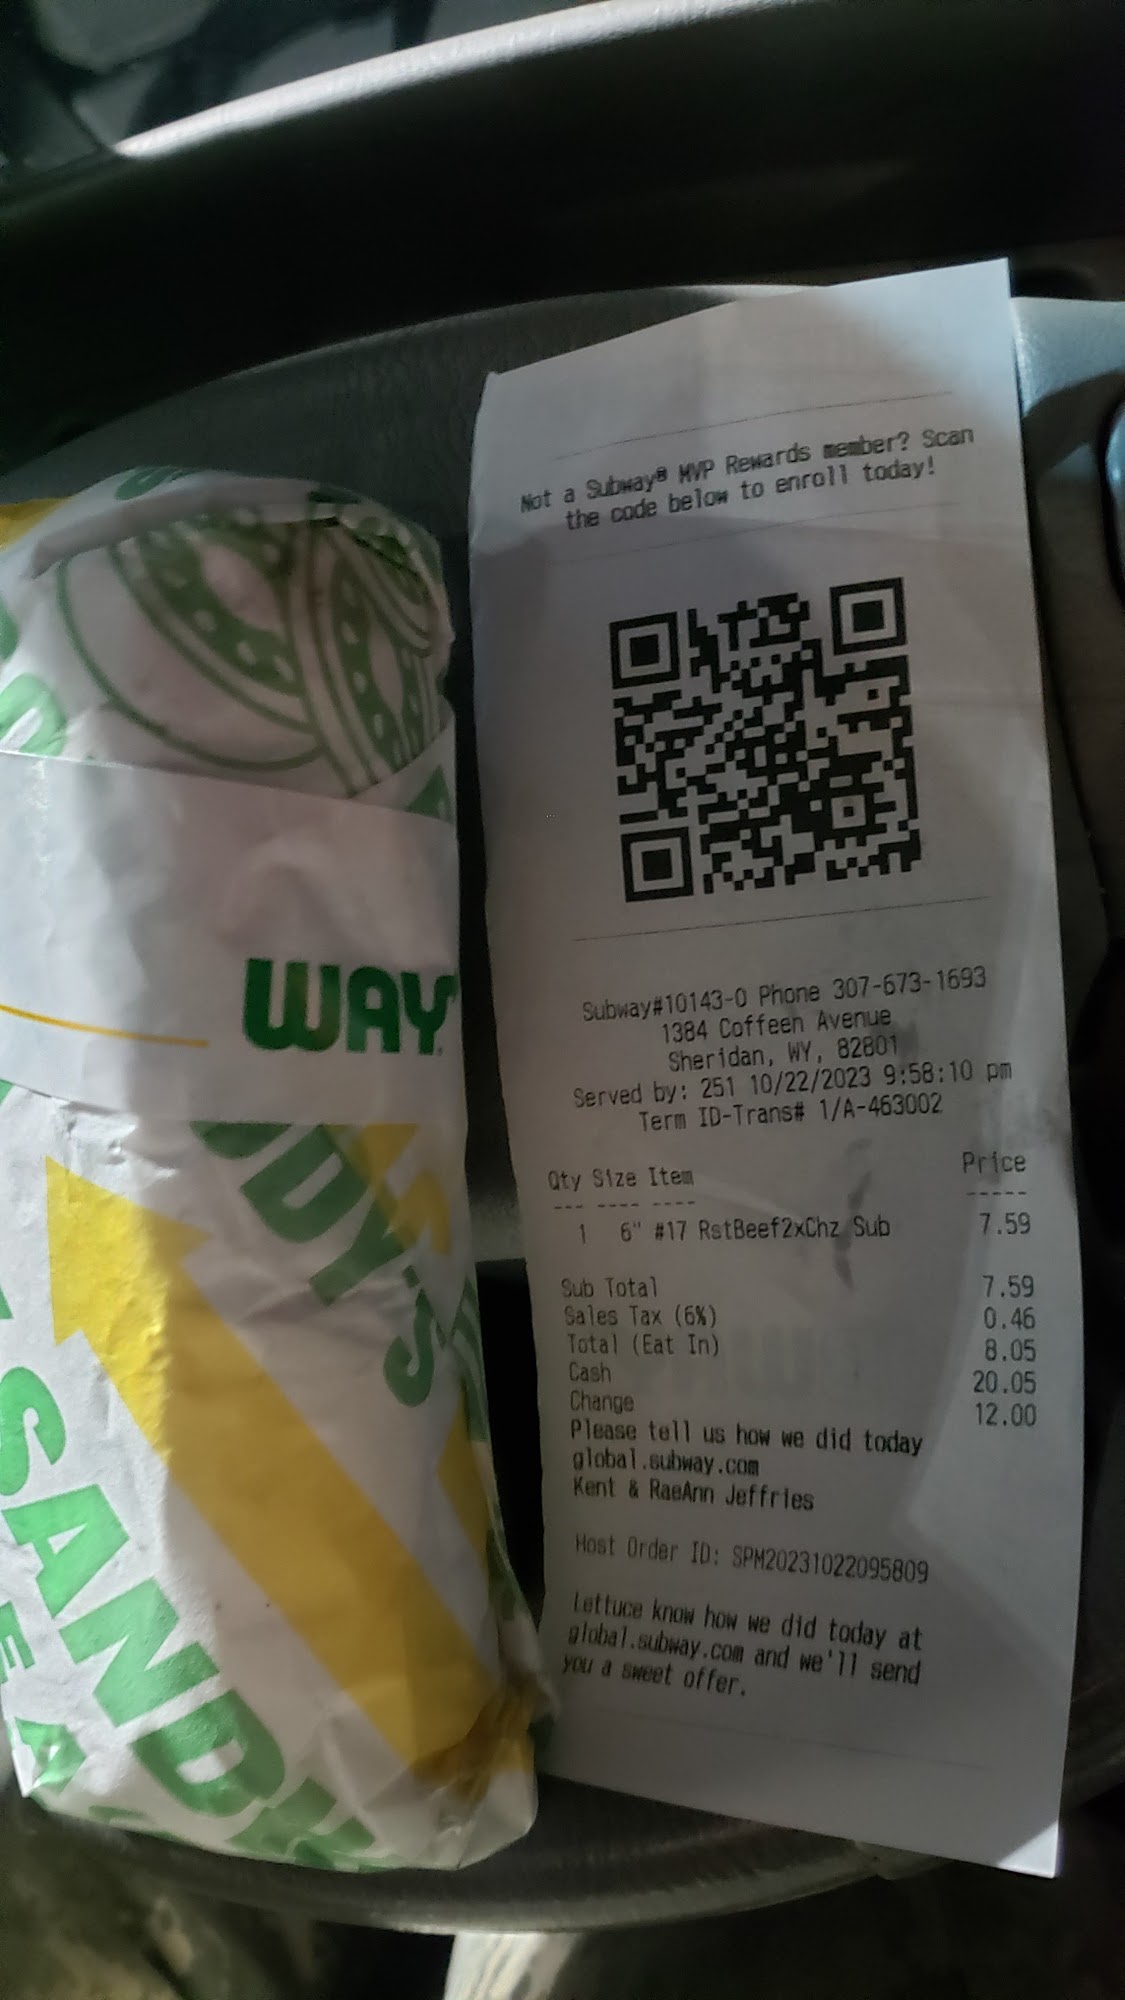 WAY
DY'S
SAND
Not a Subway® MVP Rewards member? Scan
the code below to enroll today!
Subway#10143-0 Phone 307-673-1693
1384 Coffeen Avenue
Sheridan, WY, 82801
Served by: 251 10/22/2023 9:58:10 pm
Term ID-Trans# 1/A-463002
Qty Size Item Price
--- ---- ---- -----
1 6" #17 RstBeef2xChz Sub 7.59
Sub Total 7.59
Sales Tax (6%) 0.46
Total (Eat In) 8.05
Cash 20.05
Change 12.00
Please tell us how we did today
global.subway.com
Kent & RaeAnn Jeffries
Host Order ID: SPM20231022095809
Lettuce know how we did today at
global.subway.com and we'll send
you a sweet offer.